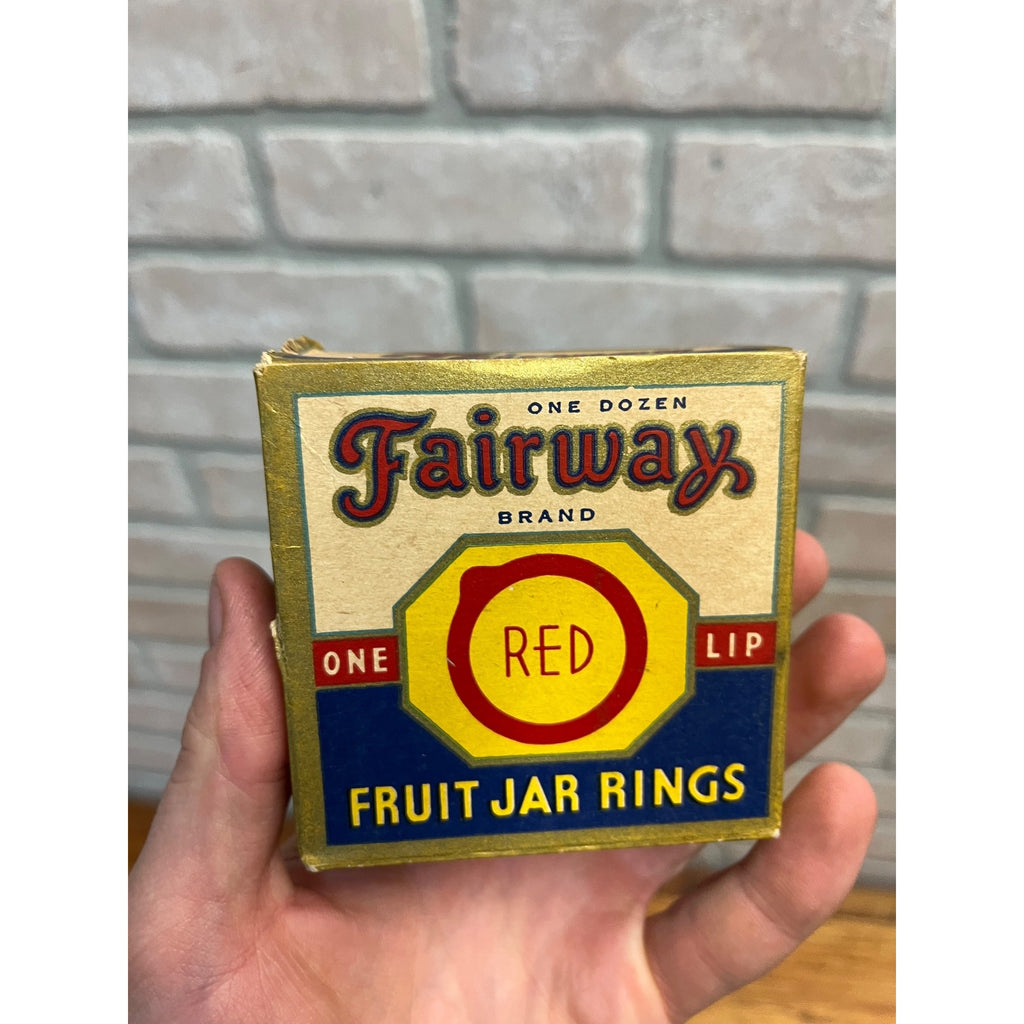 ONE DOZEN
Fairway
BRAND
ONE RED LIP
FRUIT JAR RINGS